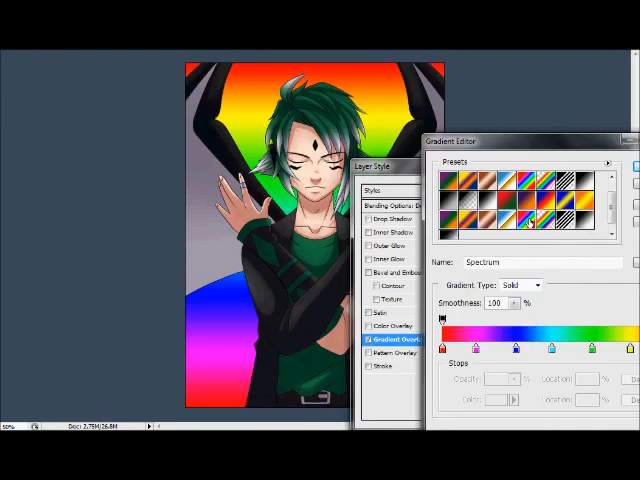 Gradient Editor
Presets
Name: Spectrum
Gradient Type: Solid
Smoothness: 100 %
Stops
Opacity: % Location: %
Color: Location: %
Layer Style
Styles
Blending Options:
Drop Shadow
Inner Shadow
Outer Glow
Inner Glow
Bevel and Embo
Contour
Texture
Satin
Color Overlay
Gradient Overl
Pattern Overlay
Stroke
50%
Doc: 2.75M/26.8M